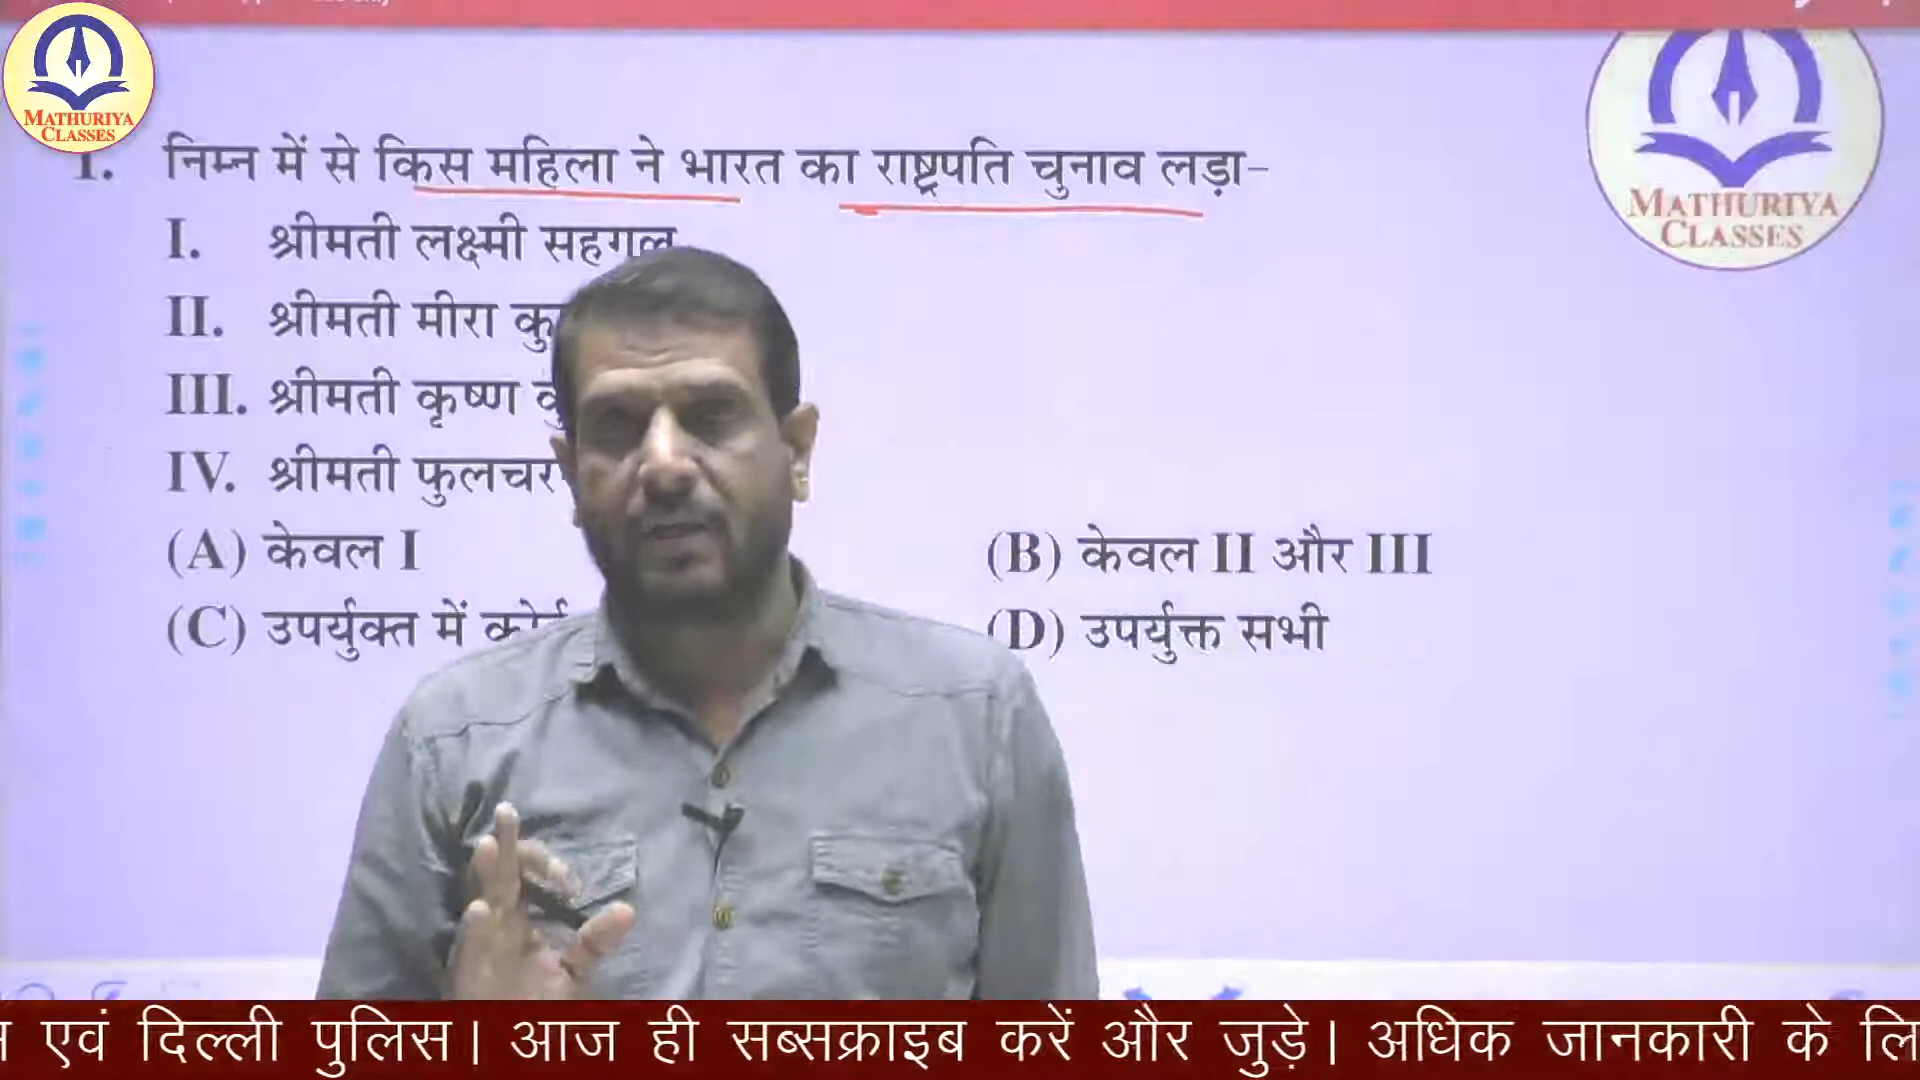 MATHURIYA
CLASSES
MATHURIYA
CLASSES
1. निम्न में से किस महिला ने भारत का राष्ट्रपति चुनाव लड़ा-
I. श्रीमती लक्ष्मी सहगल
II. श्रीमती मीरा
III. श्रीमती कृष्ण
IV. श्रीमती
(A) केवल I
(B) केवल II और III
(C) उपर्युक्त में
(D) उपर्युक्त सभी
एवं दिल्ली पुलिस। आज ही सब्सक्राइब करें और जुड़े। अधिक जानकारी के